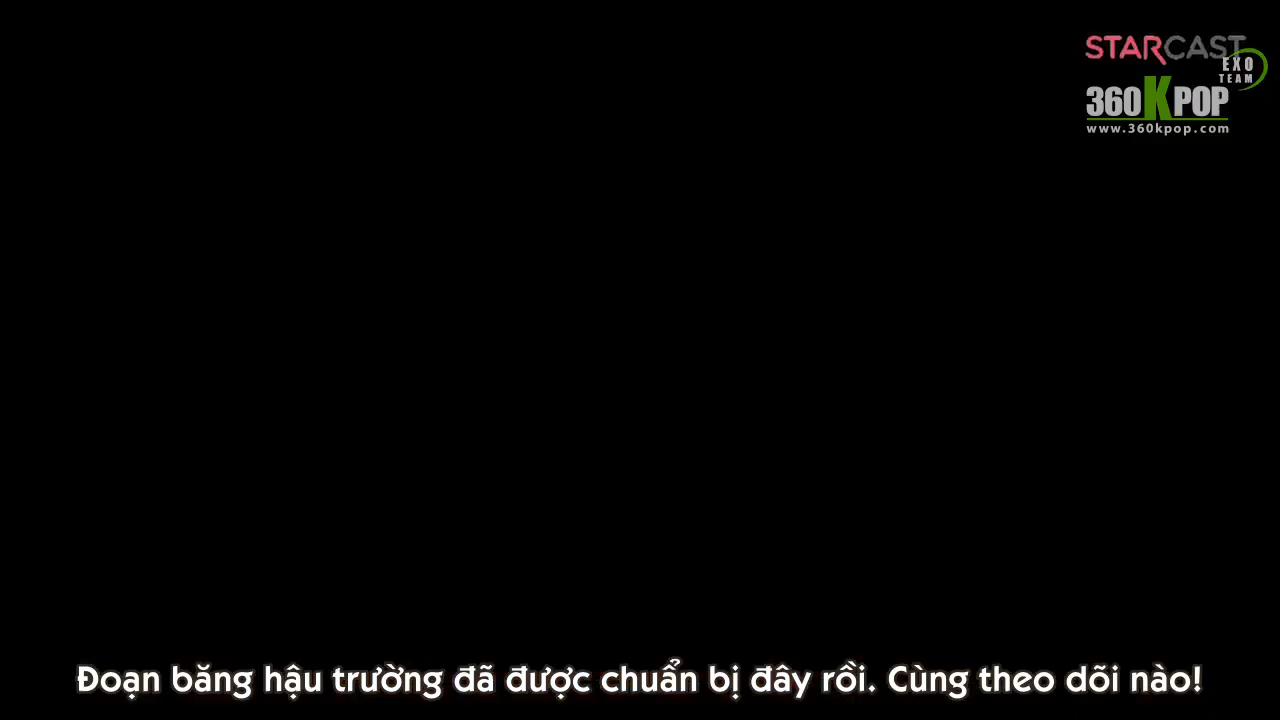 STARCAST
EXO
TEAM
360KPOP
www.360kpop.com
Đoạn băng hậu trường đã được chuẩn bị đây rồi. Cùng theo dõi nào!